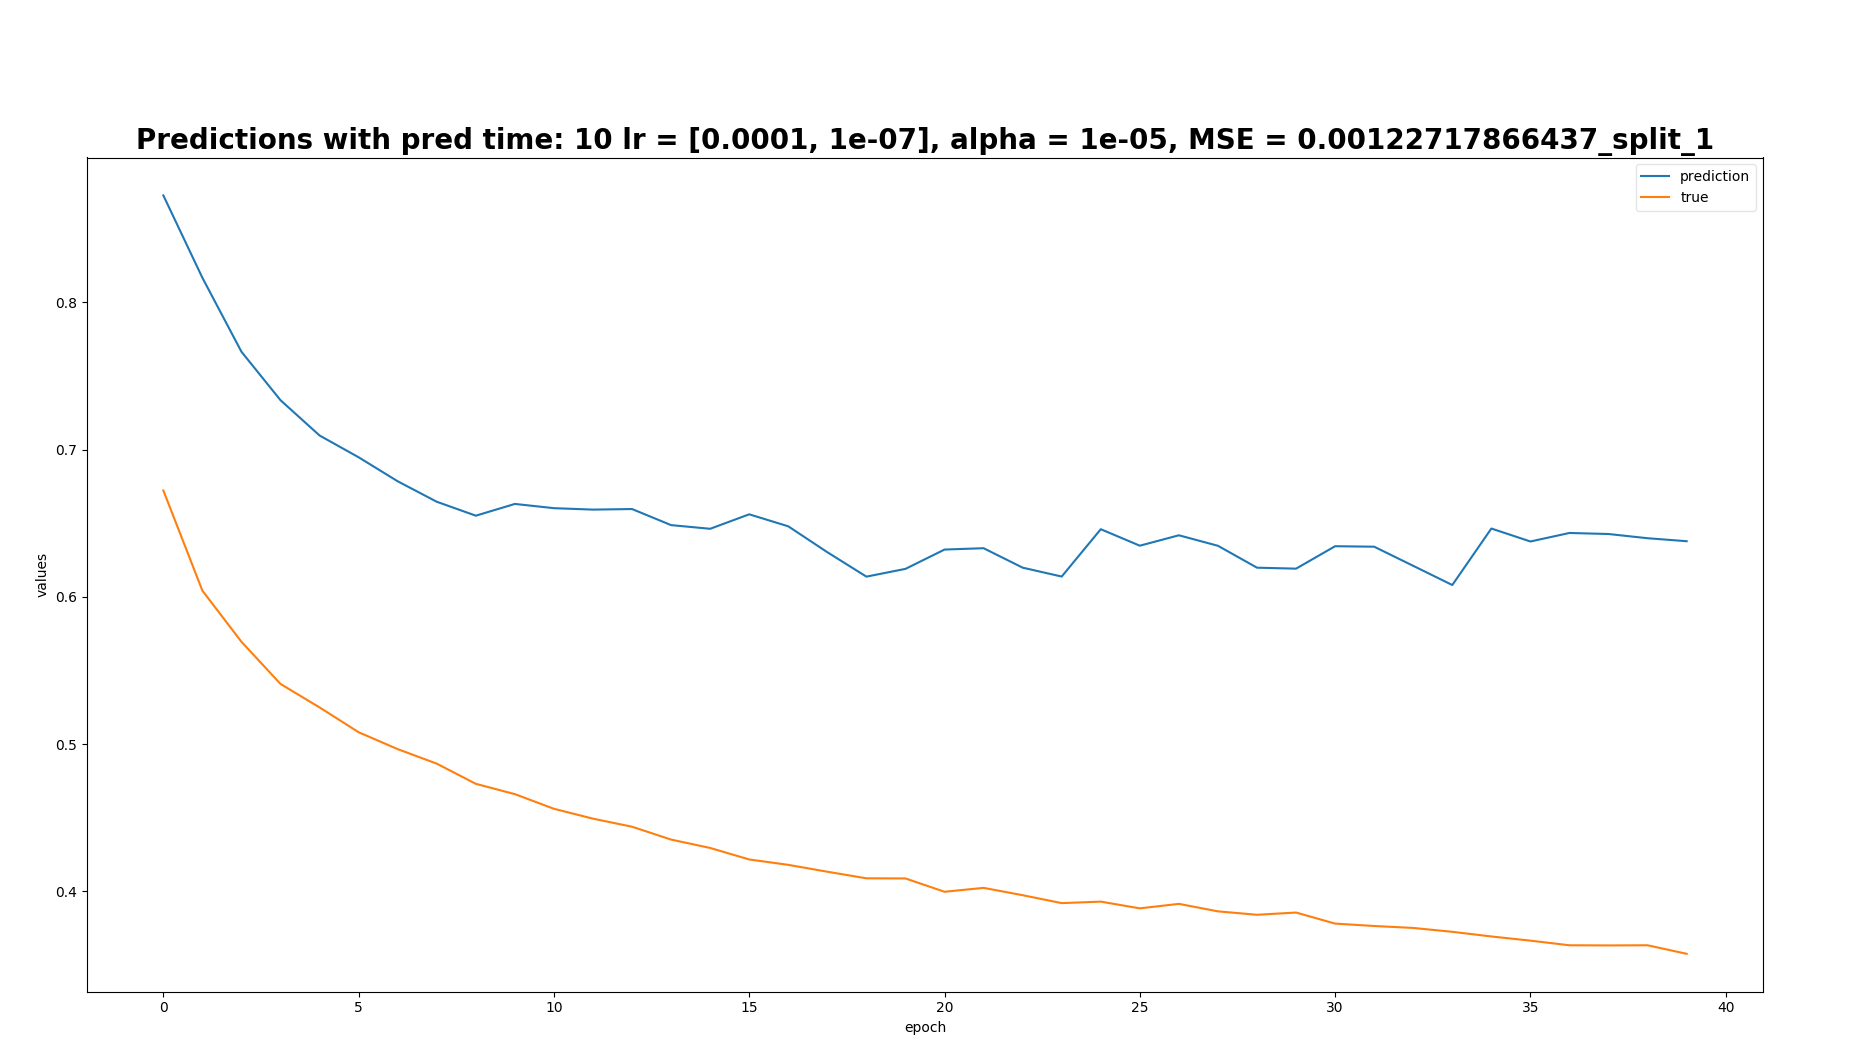 Predictions with pred time: 10 lr = [0.0001, 1e-07], alpha = 1e-05, MSE = 0.00122717866437_split_1
prediction
true
0.8
0.7
0.6
0.5
0.4
values
0 5 10 15 20 25 30 35 40
epoch